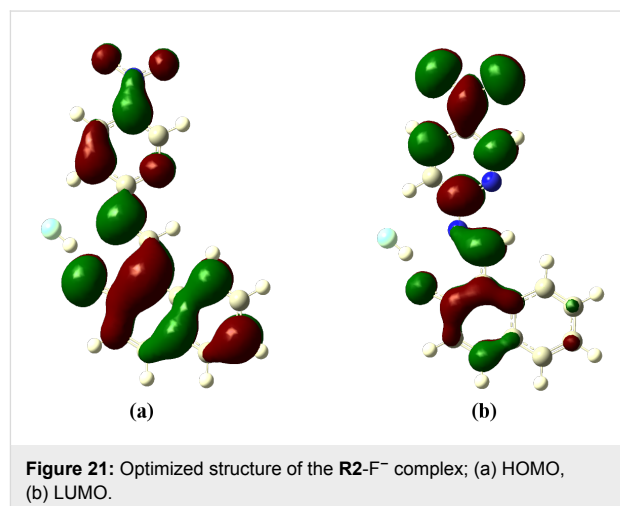 (a) (b)
Figure 21: Optimized structure of the R2-F⁻ complex; (a) HOMO,
(b) LUMO.